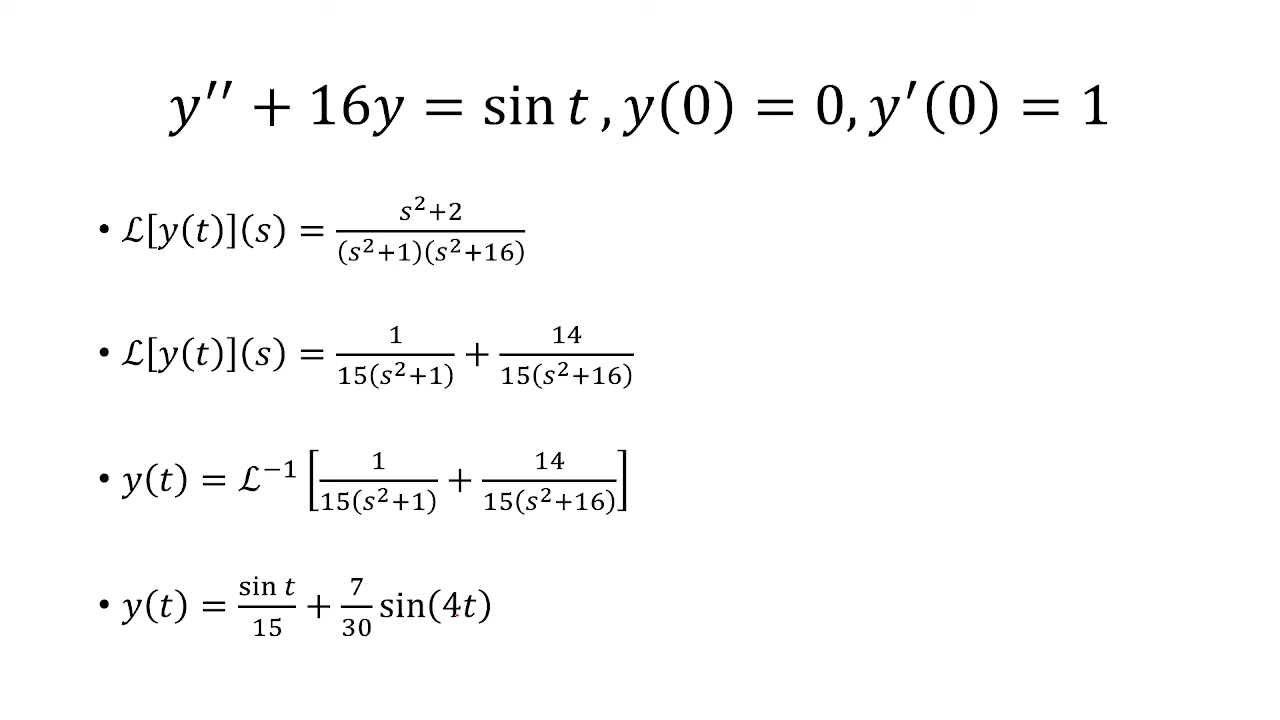 y′′ + 16y = sin t , y(0) = 0, y′(0) = 1
• ℒ[y(t)](s) = (s²+2)/((s²+1)(s²+16))
• ℒ[y(t)](s) = 1/(15(s²+1)) + 14/(15(s²+16))
• y(t) = ℒ⁻¹ [1/(15(s²+1)) + 14/(15(s²+16))]
• y(t) = (sin t)/15 + 7/30 sin(4t)